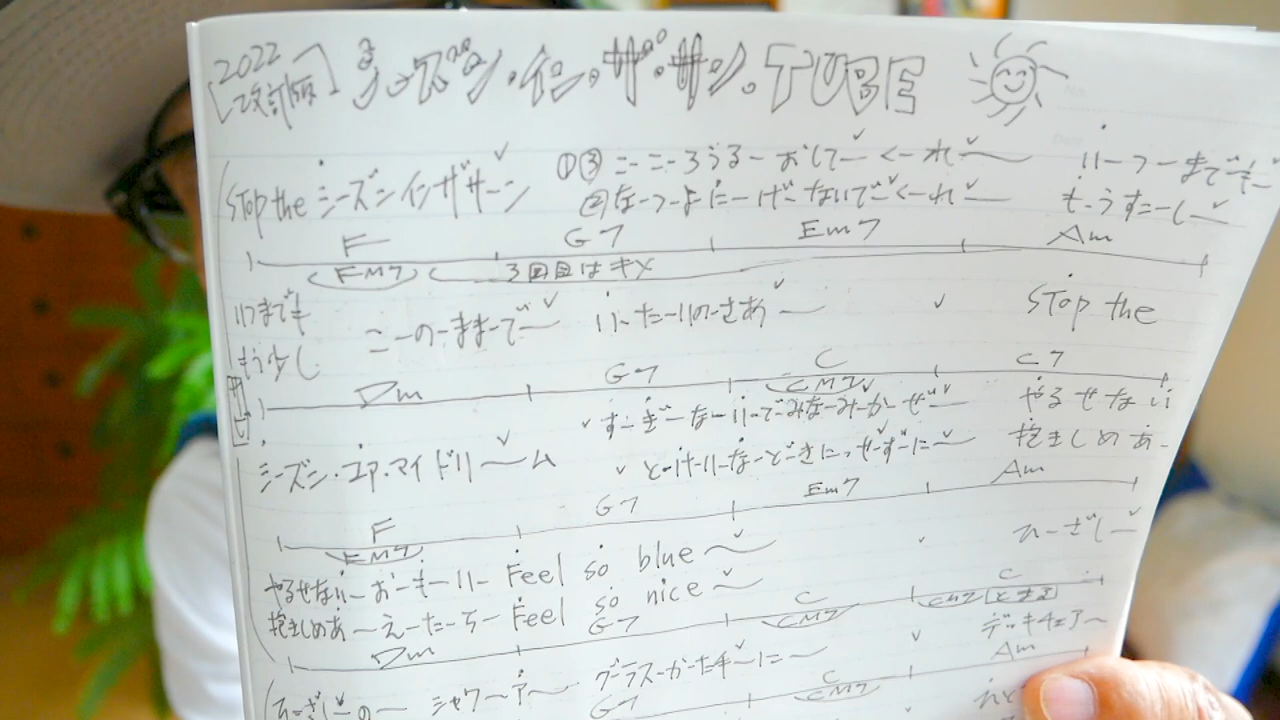 [2022 改訂版] シーズン・イン・ザ・サン。TUBE
Stop the シーズンインザサーン
①③ こーこーろうるーおしてーくーれー いーつーまでーもー
②なーつーよにーげーないでーくーれー もーうすこーしー
F G7 Em7 Am
(FM7) 3回目はキメ
いつまでも もう少し
こーのーままーでー いーたーいのーさあー Stop the
Dm G7 C C7
(CM7)
シーズン・ユア・マイドリーム
すーぎーなーいーでーみなーみーかーぜー やるせない
とーけーいーなーどーきにっせーずーにー 抱きしめあー
F G7 Em7 Am
(FM7)
やるせないーおーもーいー Feel so blue ひーざしー
抱きしめあーえーたーらー Feel so nice
Dm G7 C C
(CM7)
ひーざしーのー シャワーアー グーラスーかーたてーにー デッキチェアー
G7 C Am
(CM7)